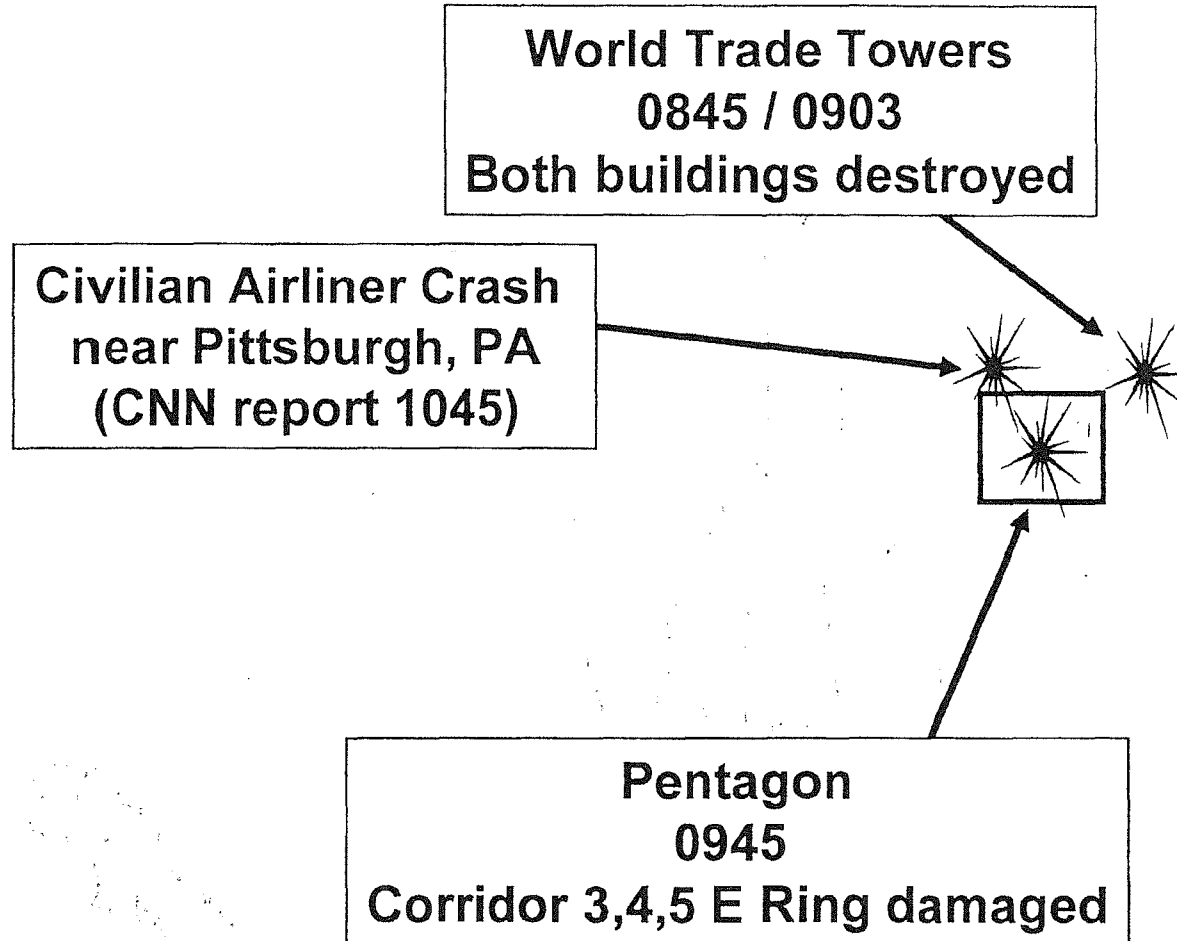 World Trade Towers
0845 / 0903
Both buildings destroyed
Civilian Airliner Crash
near Pittsburgh, PA
(CNN report 1045)
Pentagon
0945
Corridor 3,4,5 E Ring damaged